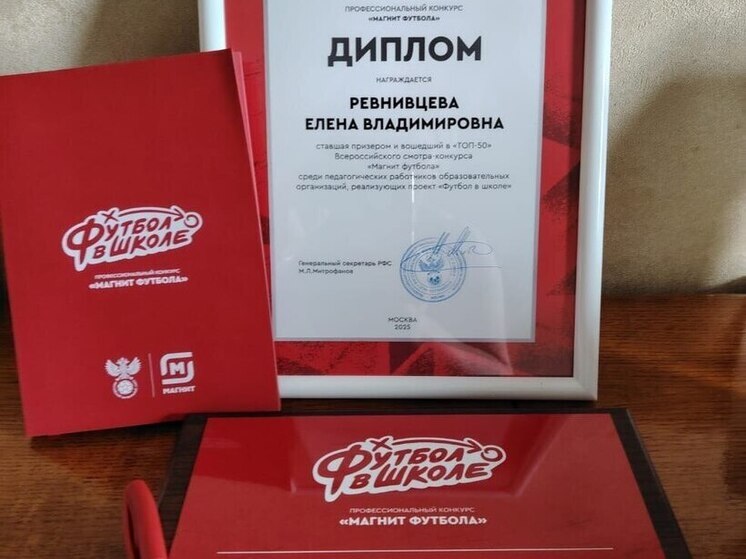 ПРОФЕССИОНАЛЬНЫЙ КОНКУРС
«МАГНИТ ФУТБОЛА»
ДИПЛОМ
НАГРАЖДАЕТСЯ
РЕВНИВЦЕВА
ЕЛЕНА ВЛАДИМИРОВНА
ставшая призером и вошедший в «ТОП-50»
Всероссийского смотра-конкурса
«Магнит футбола»
среди педагогических работников образовательных
организаций, реализующих проект «Футбол в школе»
Генеральный секретарь РФС
М.Л.Митрофанов
МОСКВА
2025
ФУТБОЛ
В ШКОЛЕ
ПРОФЕССИОНАЛЬНЫЙ КОНКУРС
«МАГНИТ ФУТБОЛА»
М
МАГНИТ
ФУТБОЛ
В ШКОЛЕ
ПРОФЕССИОНАЛЬНЫЙ КОНКУРС
«МАГНИТ ФУТБОЛА»